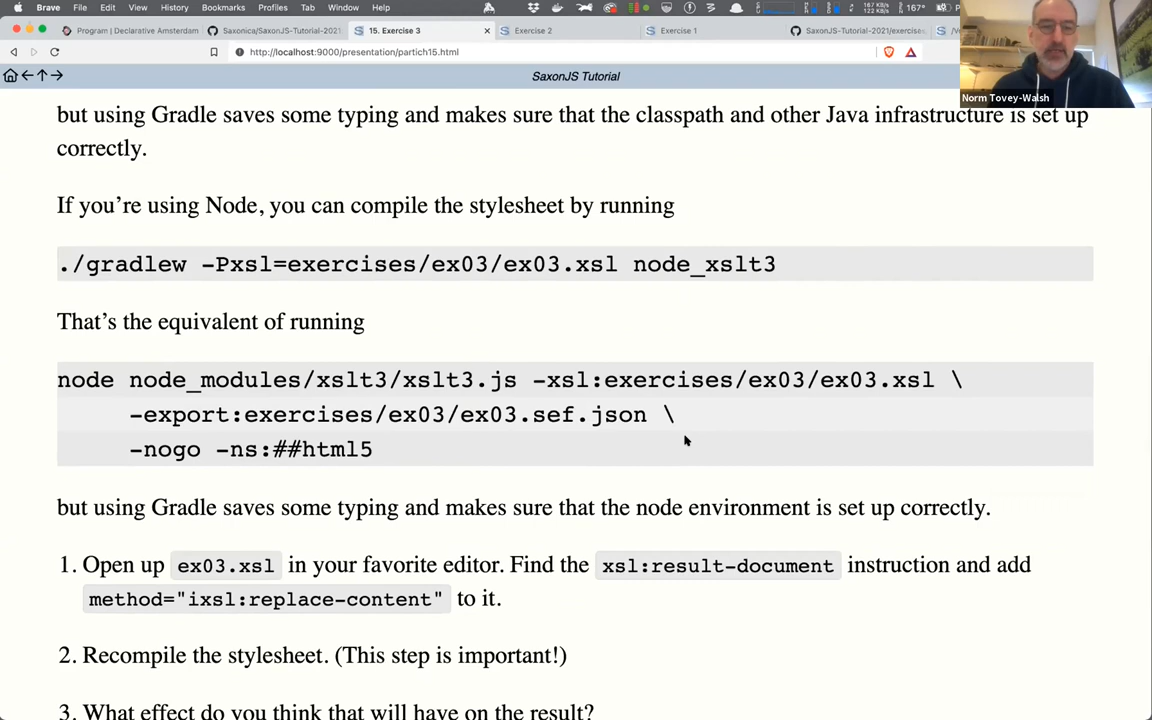 Brave File Edit View History Bookmarks Profiles Tab Window Help
167 KB/s
122 KB/s
167°
Program | Declarative Amsterdam
Saxonica/SaxonJS-Tutorial-2021
15. Exercise 3
Exercise 2
Exercise 1
SaxonJS-Tutorial-2021/exercises
http://localhost:9000/presentation/partich15.html
SaxonJS Tutorial
Norm Tovey-Walsh
but using Gradle saves some typing and makes sure that the classpath and other Java infrastructure is set up
correctly.
If you’re using Node, you can compile the stylesheet by running
./gradlew -Pxsl=exercises/ex03/ex03.xsl node_xslt3
That’s the equivalent of running
node node_modules/xslt3/xslt3.js -xsl:exercises/ex03/ex03.xsl \
-export:exercises/ex03/ex03.sef.json \
-nogo -ns:##html5
but using Gradle saves some typing and makes sure that the node environment is set up correctly.
1. Open up ex03.xsl in your favorite editor. Find the xsl:result-document instruction and add
method="ixsl:replace-content" to it.
2. Recompile the stylesheet. (This step is important!)
3. What effect do you think that will have on the result?